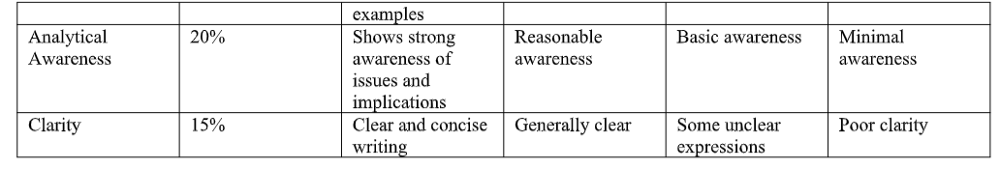 examples
Analytical Awareness 20% Shows strong awareness of issues and implications Reasonable awareness Basic awareness Minimal awareness
Clarity 15% Clear and concise writing Generally clear Some unclear expressions Poor clarity